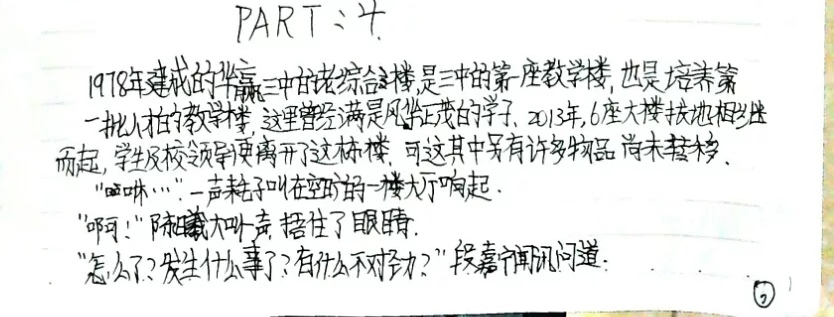 PART:4.
1978年建成的华赢三中的老综合楼,是三中的第一座教学楼,也是培养第
一批人才的教学楼,这里曾经满是风华正茂的学子.2013年,6座大楼拔地相继
而起,学生及校领导便离开了这栋楼,可这其中另有许多物品尚未转移.
"喵咪…".一声耗子叫在空旷的一楼大厅响起.
"啊!"陈曦大叫一声,捂住了眼睛.
"怎么了?发生什么事了?有什么不对劲?"段嘉宁闻讯问道.